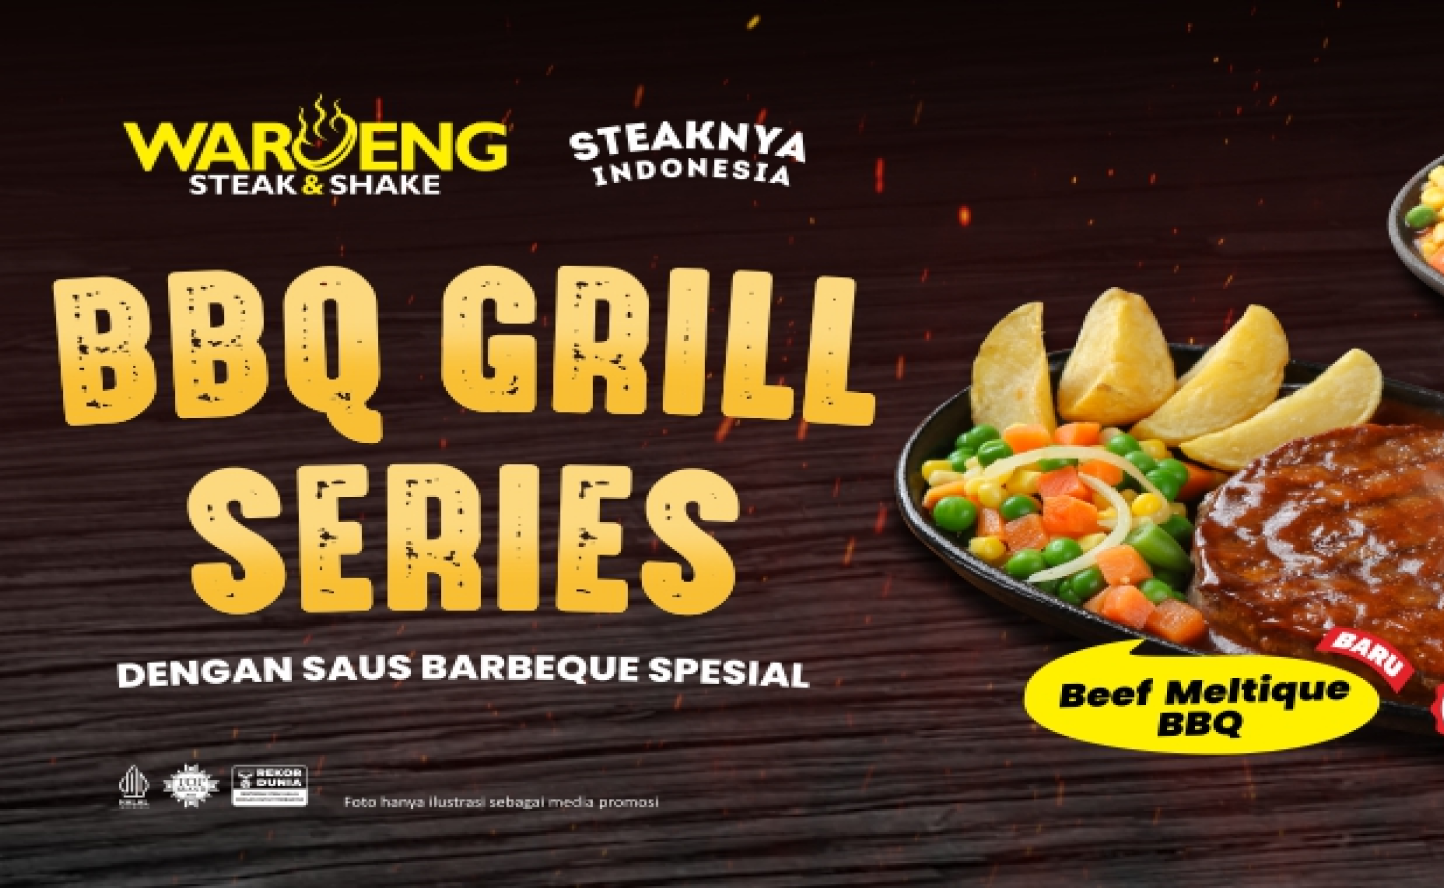 WAROENG
STEAK & SHAKE
STEAKNYA
INDONESIA
BBQ GRILL
SERIES
DENGAN SAUS BARBEQUE SPESIAL
BARU
Beef Meltique
BBQ
HALAL
REKOR
DUNIA
Foto hanya ilustrasi sebagai media promosi